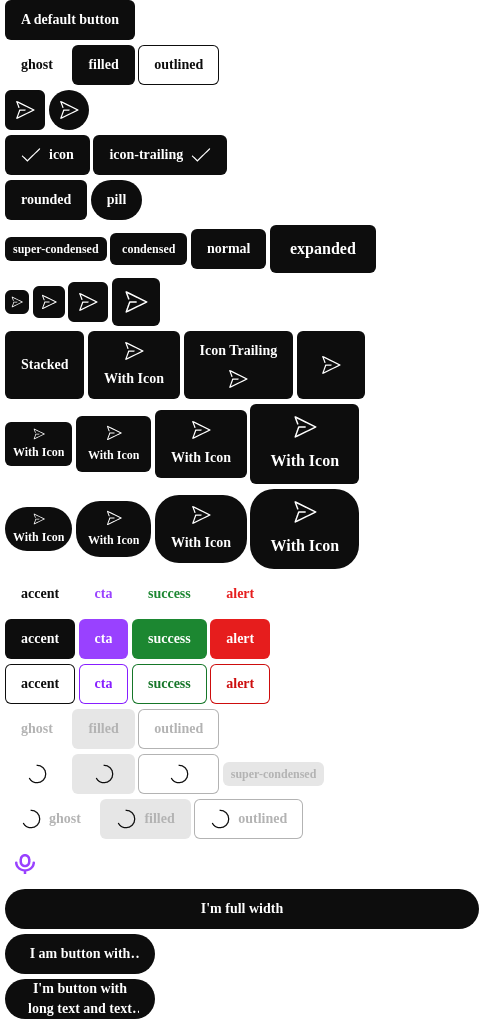 A default button
ghost filled outlined
icon icon-trailing
rounded pill
super-condensed condensed normal expanded
Stacked With Icon Icon Trailing
With Icon With Icon With Icon With Icon
With Icon With Icon With Icon With Icon
accent cta success alert
accent cta success alert
accent cta success alert
ghost filled outlined
super-condensed
ghost filled outlined
I'm full width
I am button with..
I'm button with
long text and text..